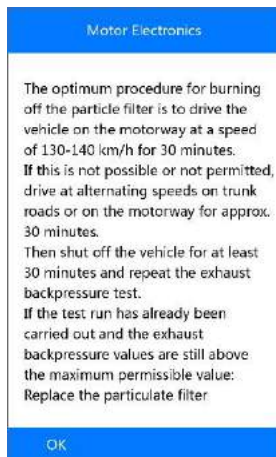 Motor Electronics
The optimum procedure for burning
off the particle filter is to drive the
vehicle on the motorway at a speed
of 130-140 km/h for 30 minutes.
If this is not possible or not permitted,
drive at alternating speeds on trunk
roads or on the motorway for approx.
30 minutes.
Then shut off the vehicle for at least
30 minutes and repeat the exhaust
backpressure test.
If the test run has already been
carried out and the exhaust
backpressure values are still above
the maximum permissible value:
Replace the particulate filter
OK